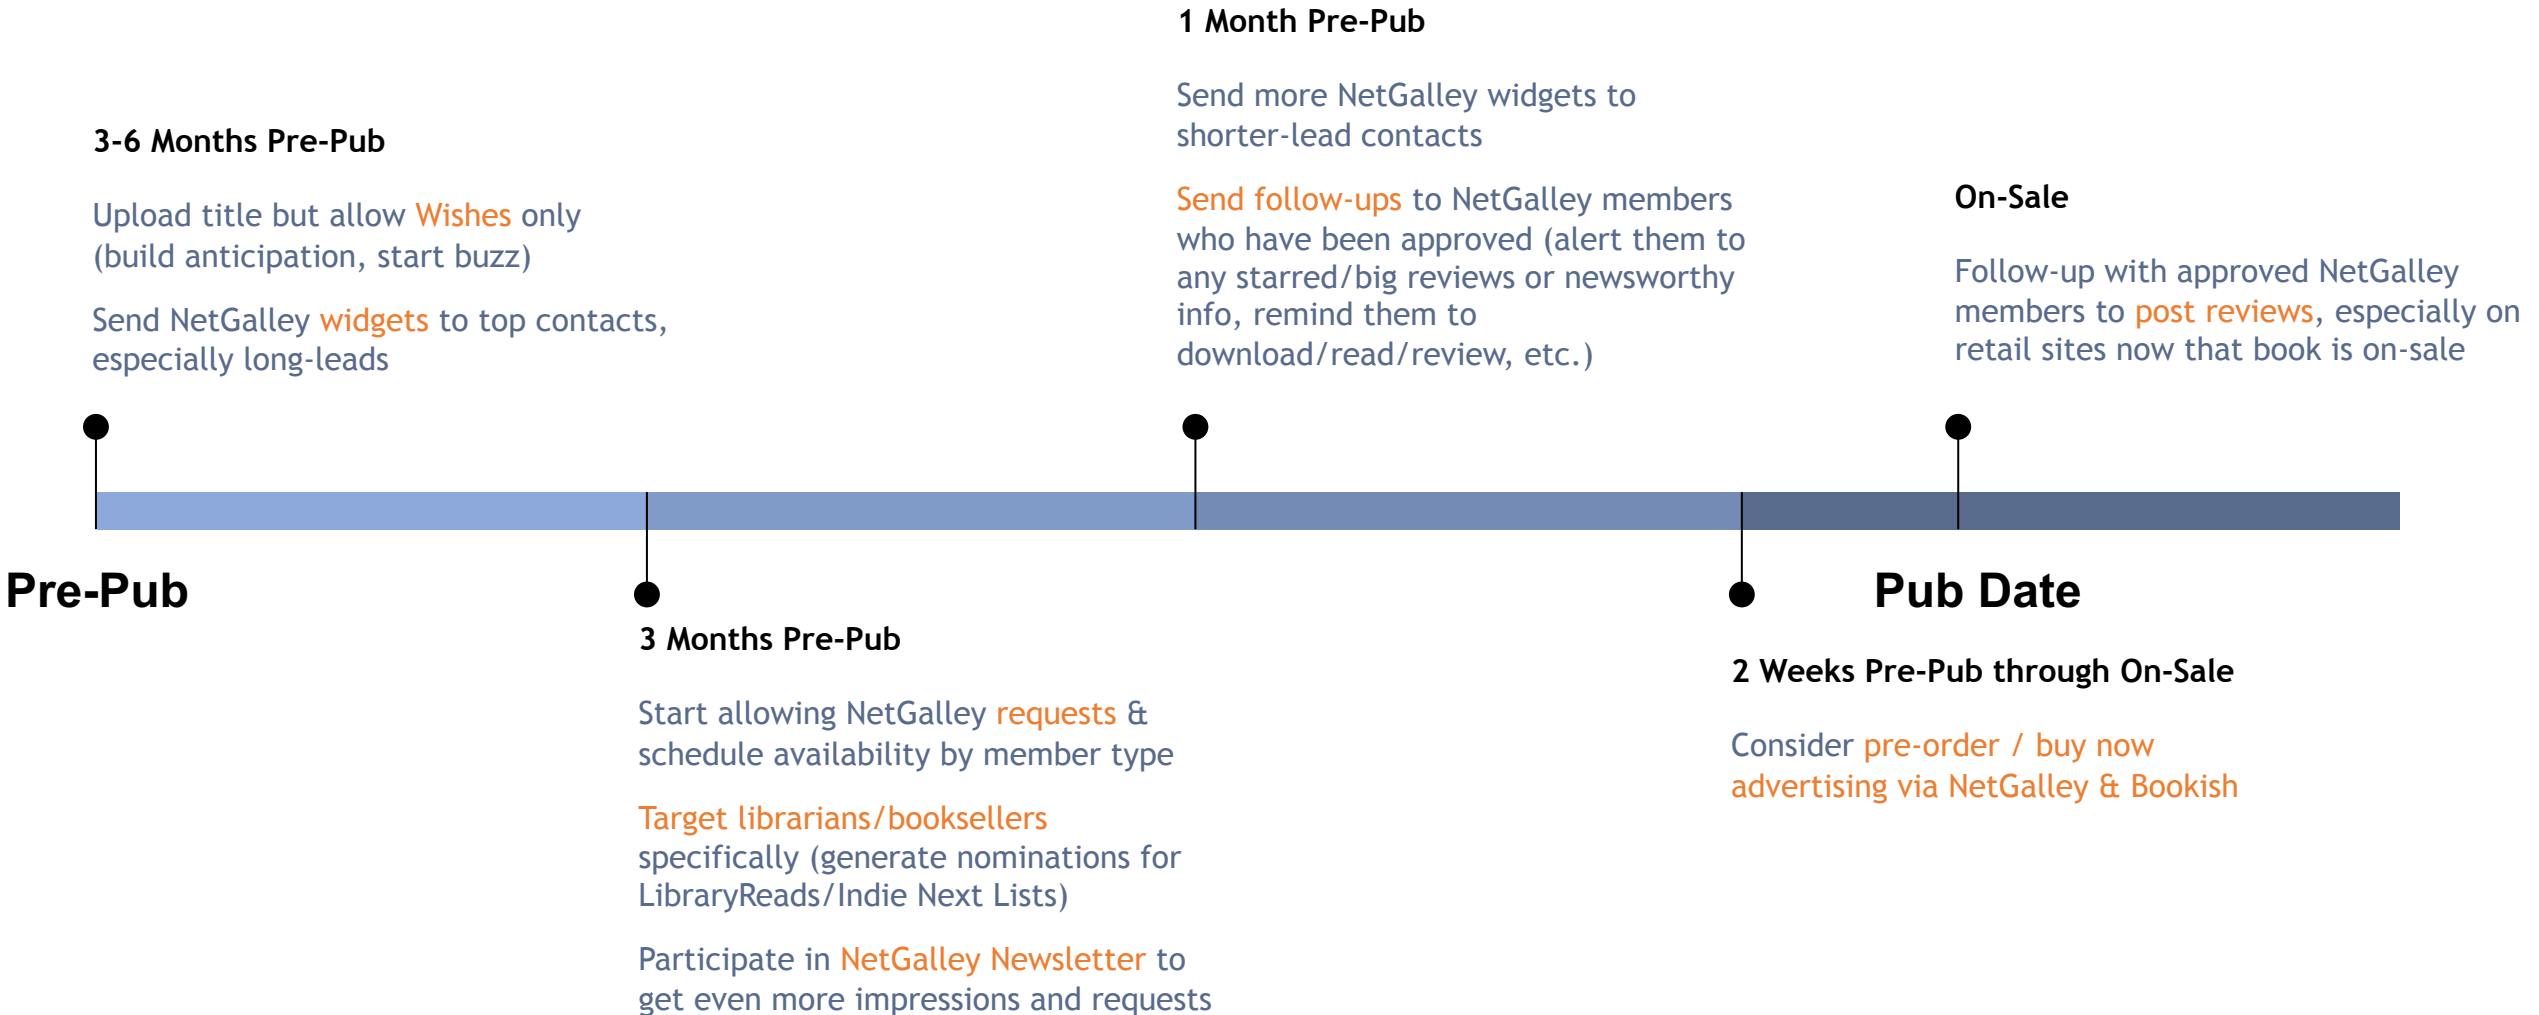 1 Month Pre-Pub
Send more NetGalley widgets to
shorter-lead contacts
Send follow-ups to NetGalley members
who have been approved (alert them to
any starred/big reviews or newsworthy
info, remind them to
download/read/review, etc.)
3-6 Months Pre-Pub
Upload title but allow Wishes only
(build anticipation, start buzz)
Send NetGalley widgets to top contacts,
especially long-leads
On-Sale
Follow-up with approved NetGalley
members to post reviews, especially on
retail sites now that book is on-sale
Pre-Pub
Pub Date
3 Months Pre-Pub
Start allowing NetGalley requests &
schedule availability by member type
Target librarians/booksellers
specifically (generate nominations for
LibraryReads/Indie Next Lists)
Participate in NetGalley Newsletter to
get even more impressions and requests
2 Weeks Pre-Pub through On-Sale
Consider pre-order / buy now
advertising via NetGalley & Bookish